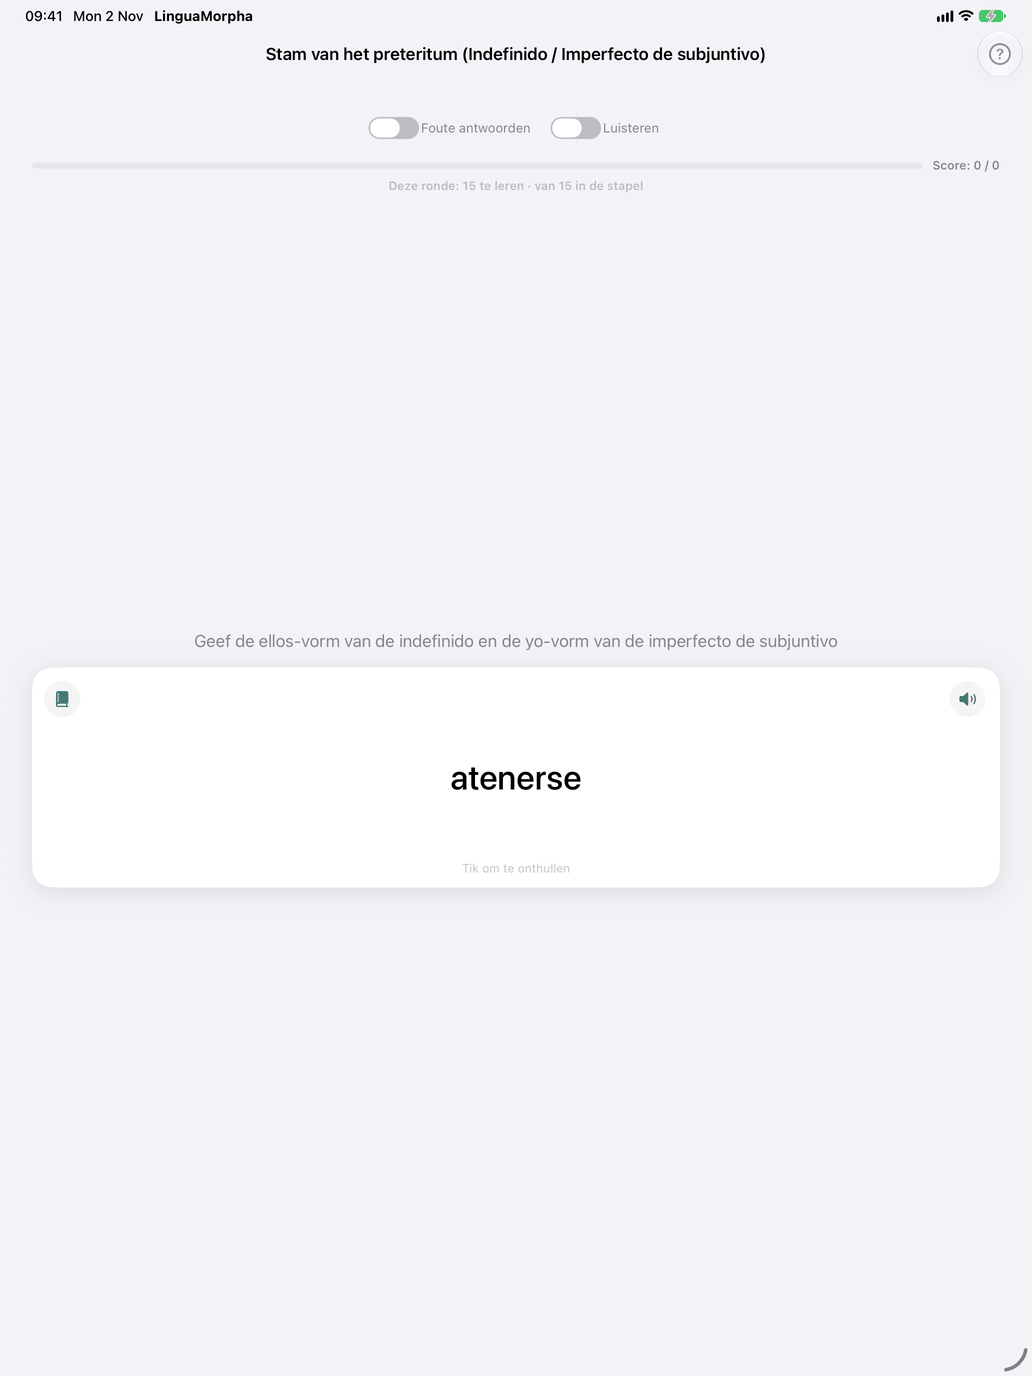 09:41 Mon 2 Nov LinguaMorpha
Stam van het preteritum (Indefinido / Imperfecto de subjuntivo)
?
Foute antwoorden Luisteren
Score: 0 / 0
Deze ronde: 15 te leren · van 15 in de stapel
Geef de ellos-vorm van de indefinido en de yo-vorm van de imperfecto de subjuntivo
atenerse
Tik om te onthullen